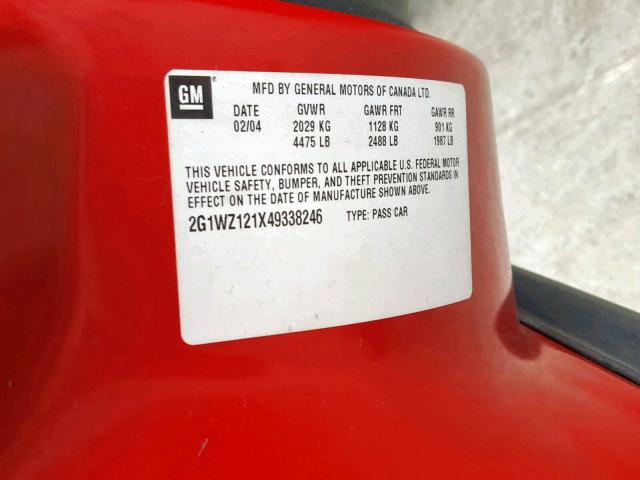 GM
MFD BY GENERAL MOTORS OF CANADA LTD.
DATE GVWR GAWR FRT GAWR RR
02/04 2029 KG 1128 KG 901 KG
4475 LB 2488 LB 1987 LB
THIS VEHICLE CONFORMS TO ALL APPLICABLE U.S. FEDERAL MOTOR
VEHICLE SAFETY, BUMPER, AND THEFT PREVENTION STANDARDS IN
EFFECT ON THE DATE OF MANUFACTURE SHOWN ABOVE.
2G1WZ121X49338246 TYPE: PASS CAR